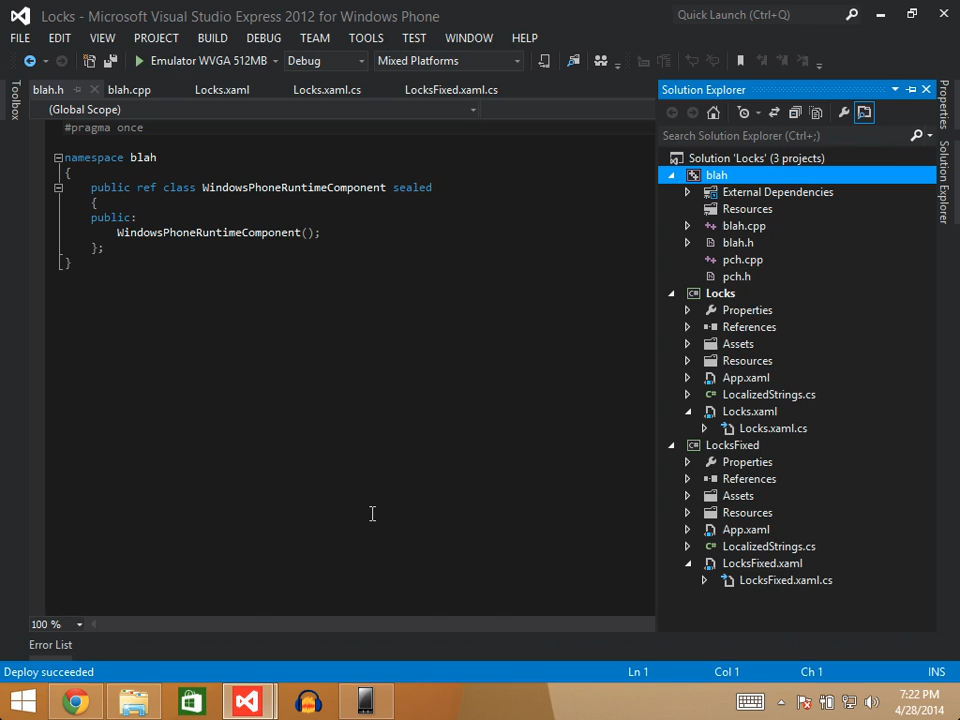 Locks - Microsoft Visual Studio Express 2012 for Windows Phone
Quick Launch (Ctrl+;)
FILE EDIT VIEW PROJECT BUILD DEBUG TEAM TOOLS TEST WINDOW HELP
Emulator WVGA 512MB Debug Mixed Platforms
Toolbox
blah.h blah.cpp Locks.xaml Locks.xaml.cs LocksFixed.xaml.cs
(Global Scope)
#pragma once
namespace blah
{
public ref class WindowsPhoneRuntimeComponent sealed
{
public:
WindowsPhoneRuntimeComponent();
};
}
100 %
Error List
Solution Explorer
Search Solution Explorer (Ctrl+;)
Solution 'Locks' (3 projects)
blah
External Dependencies
Resources
blah.cpp
blah.h
pch.cpp
pch.h
Locks
Properties
References
Assets
Resources
App.xaml
LocalizedStrings.cs
Locks.xaml
Locks.xaml.cs
LocksFixed
Properties
References
Assets
Resources
App.xaml
LocalizedStrings.cs
LocksFixed.xaml
LocksFixed.xaml.cs
Properties
Solution Explorer
Deploy succeeded Ln 1 Col 1 Ch 1 INS
7:22 PM
4/28/2014